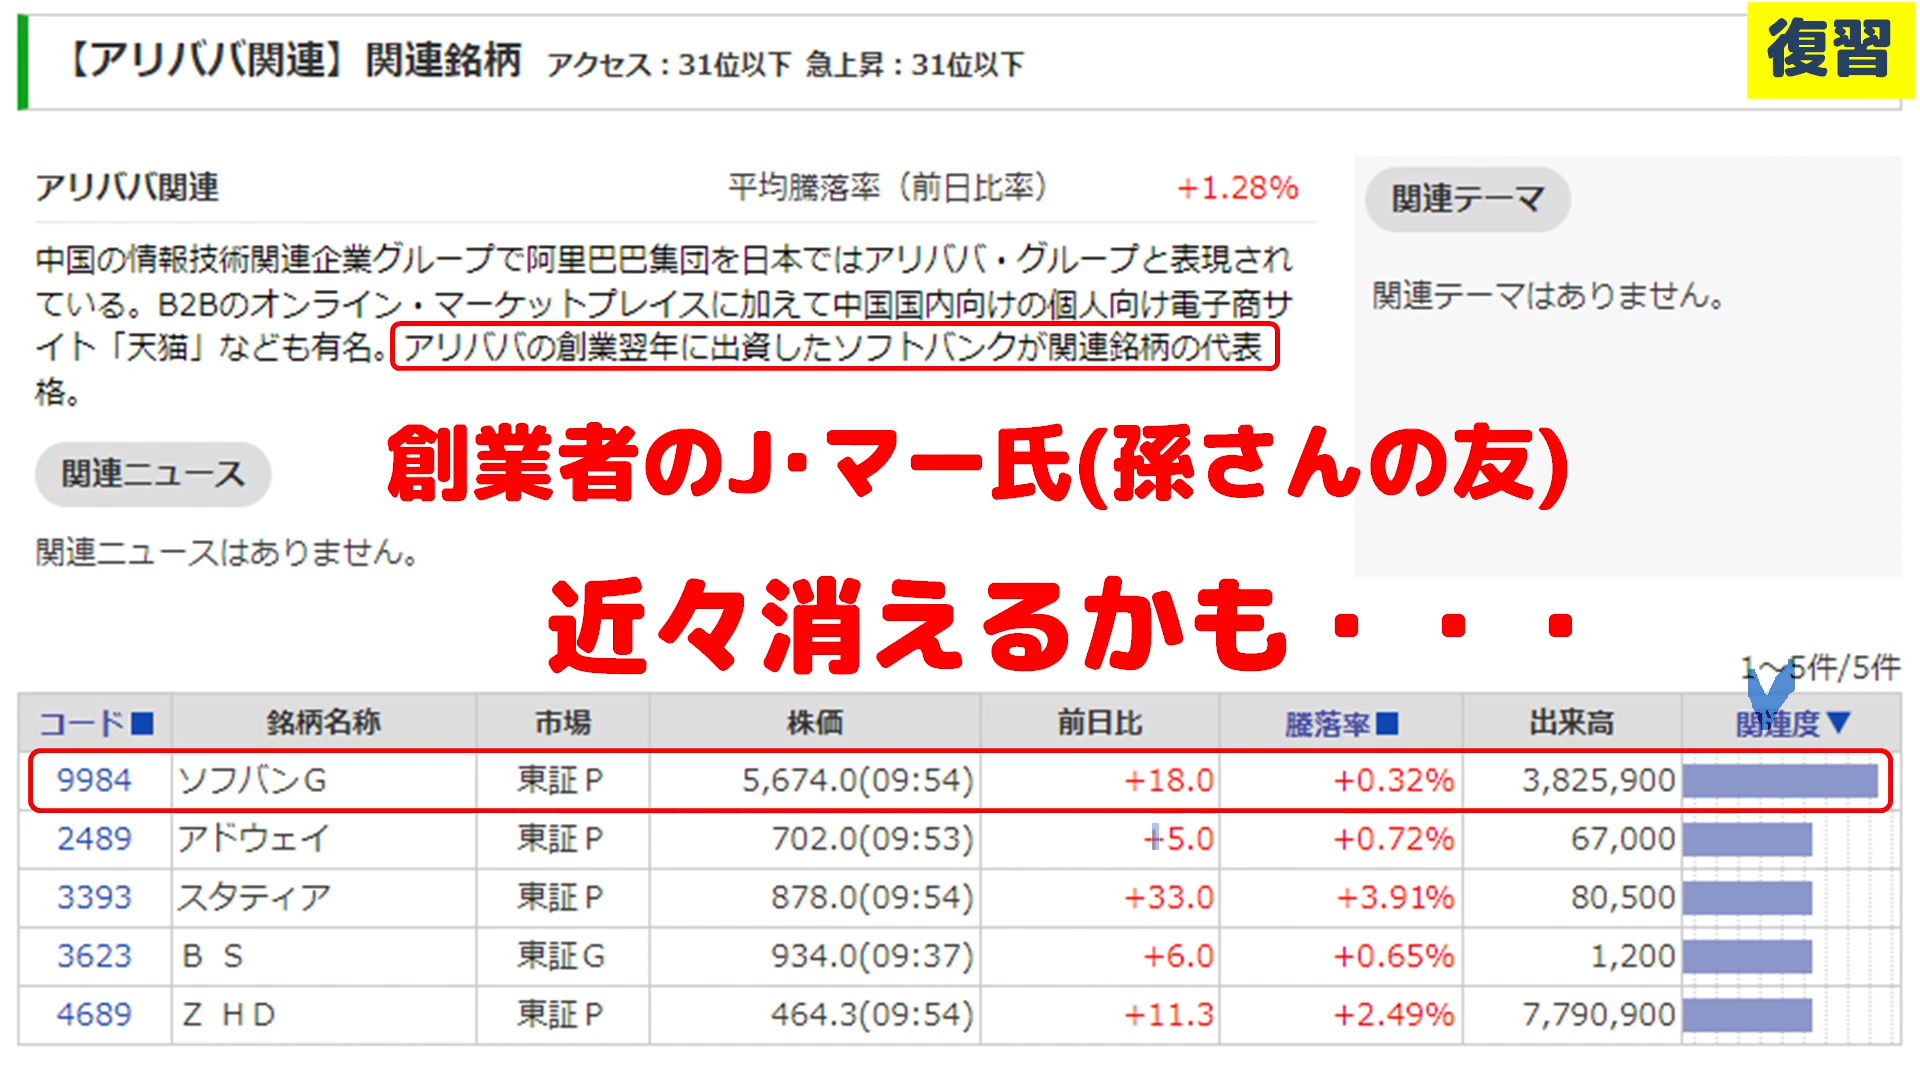 【アリババ関連】関連銘柄 アクセス：31位以下 急上昇：31位以下
復習
アリババ関連 平均騰落率（前日比率） +1.28%
中国の情報技術関連企業グループで阿里巴巴集団を日本ではアリババ・グループと表現され
ている。B2Bのオンライン・マーケットプレイスに加えて中国国内向けの個人向け電子商サ
イト「天猫」なども有名。アリババの創業翌年に出資したソフトバンクが関連銘柄の代表
格。
関連テーマ
関連テーマはありません。
創業者のJ・マー氏(孫さんの友)
関連ニュース
関連ニュースはありません。
近々消えるかも・・・
1～5件/5件
コード■ 銘柄名称 市場 株価 前日比 騰落率■ 出来高 関連度▼
9984 ソフバンＧ 東証Ｐ 5,674.0(09:54) +18.0 +0.32% 3,825,900
2489 アドウェイ 東証Ｐ 702.0(09:53) +5.0 +0.72% 67,000
3393 スタティア 東証Ｐ 878.0(09:54) +33.0 +3.91% 80,500
3623 Ｂ Ｓ 東証Ｇ 934.0(09:37) +6.0 +0.65% 1,200
4689 Ｚ ＨＤ 東証Ｐ 464.3(09:54) +11.3 +2.49% 7,790,900